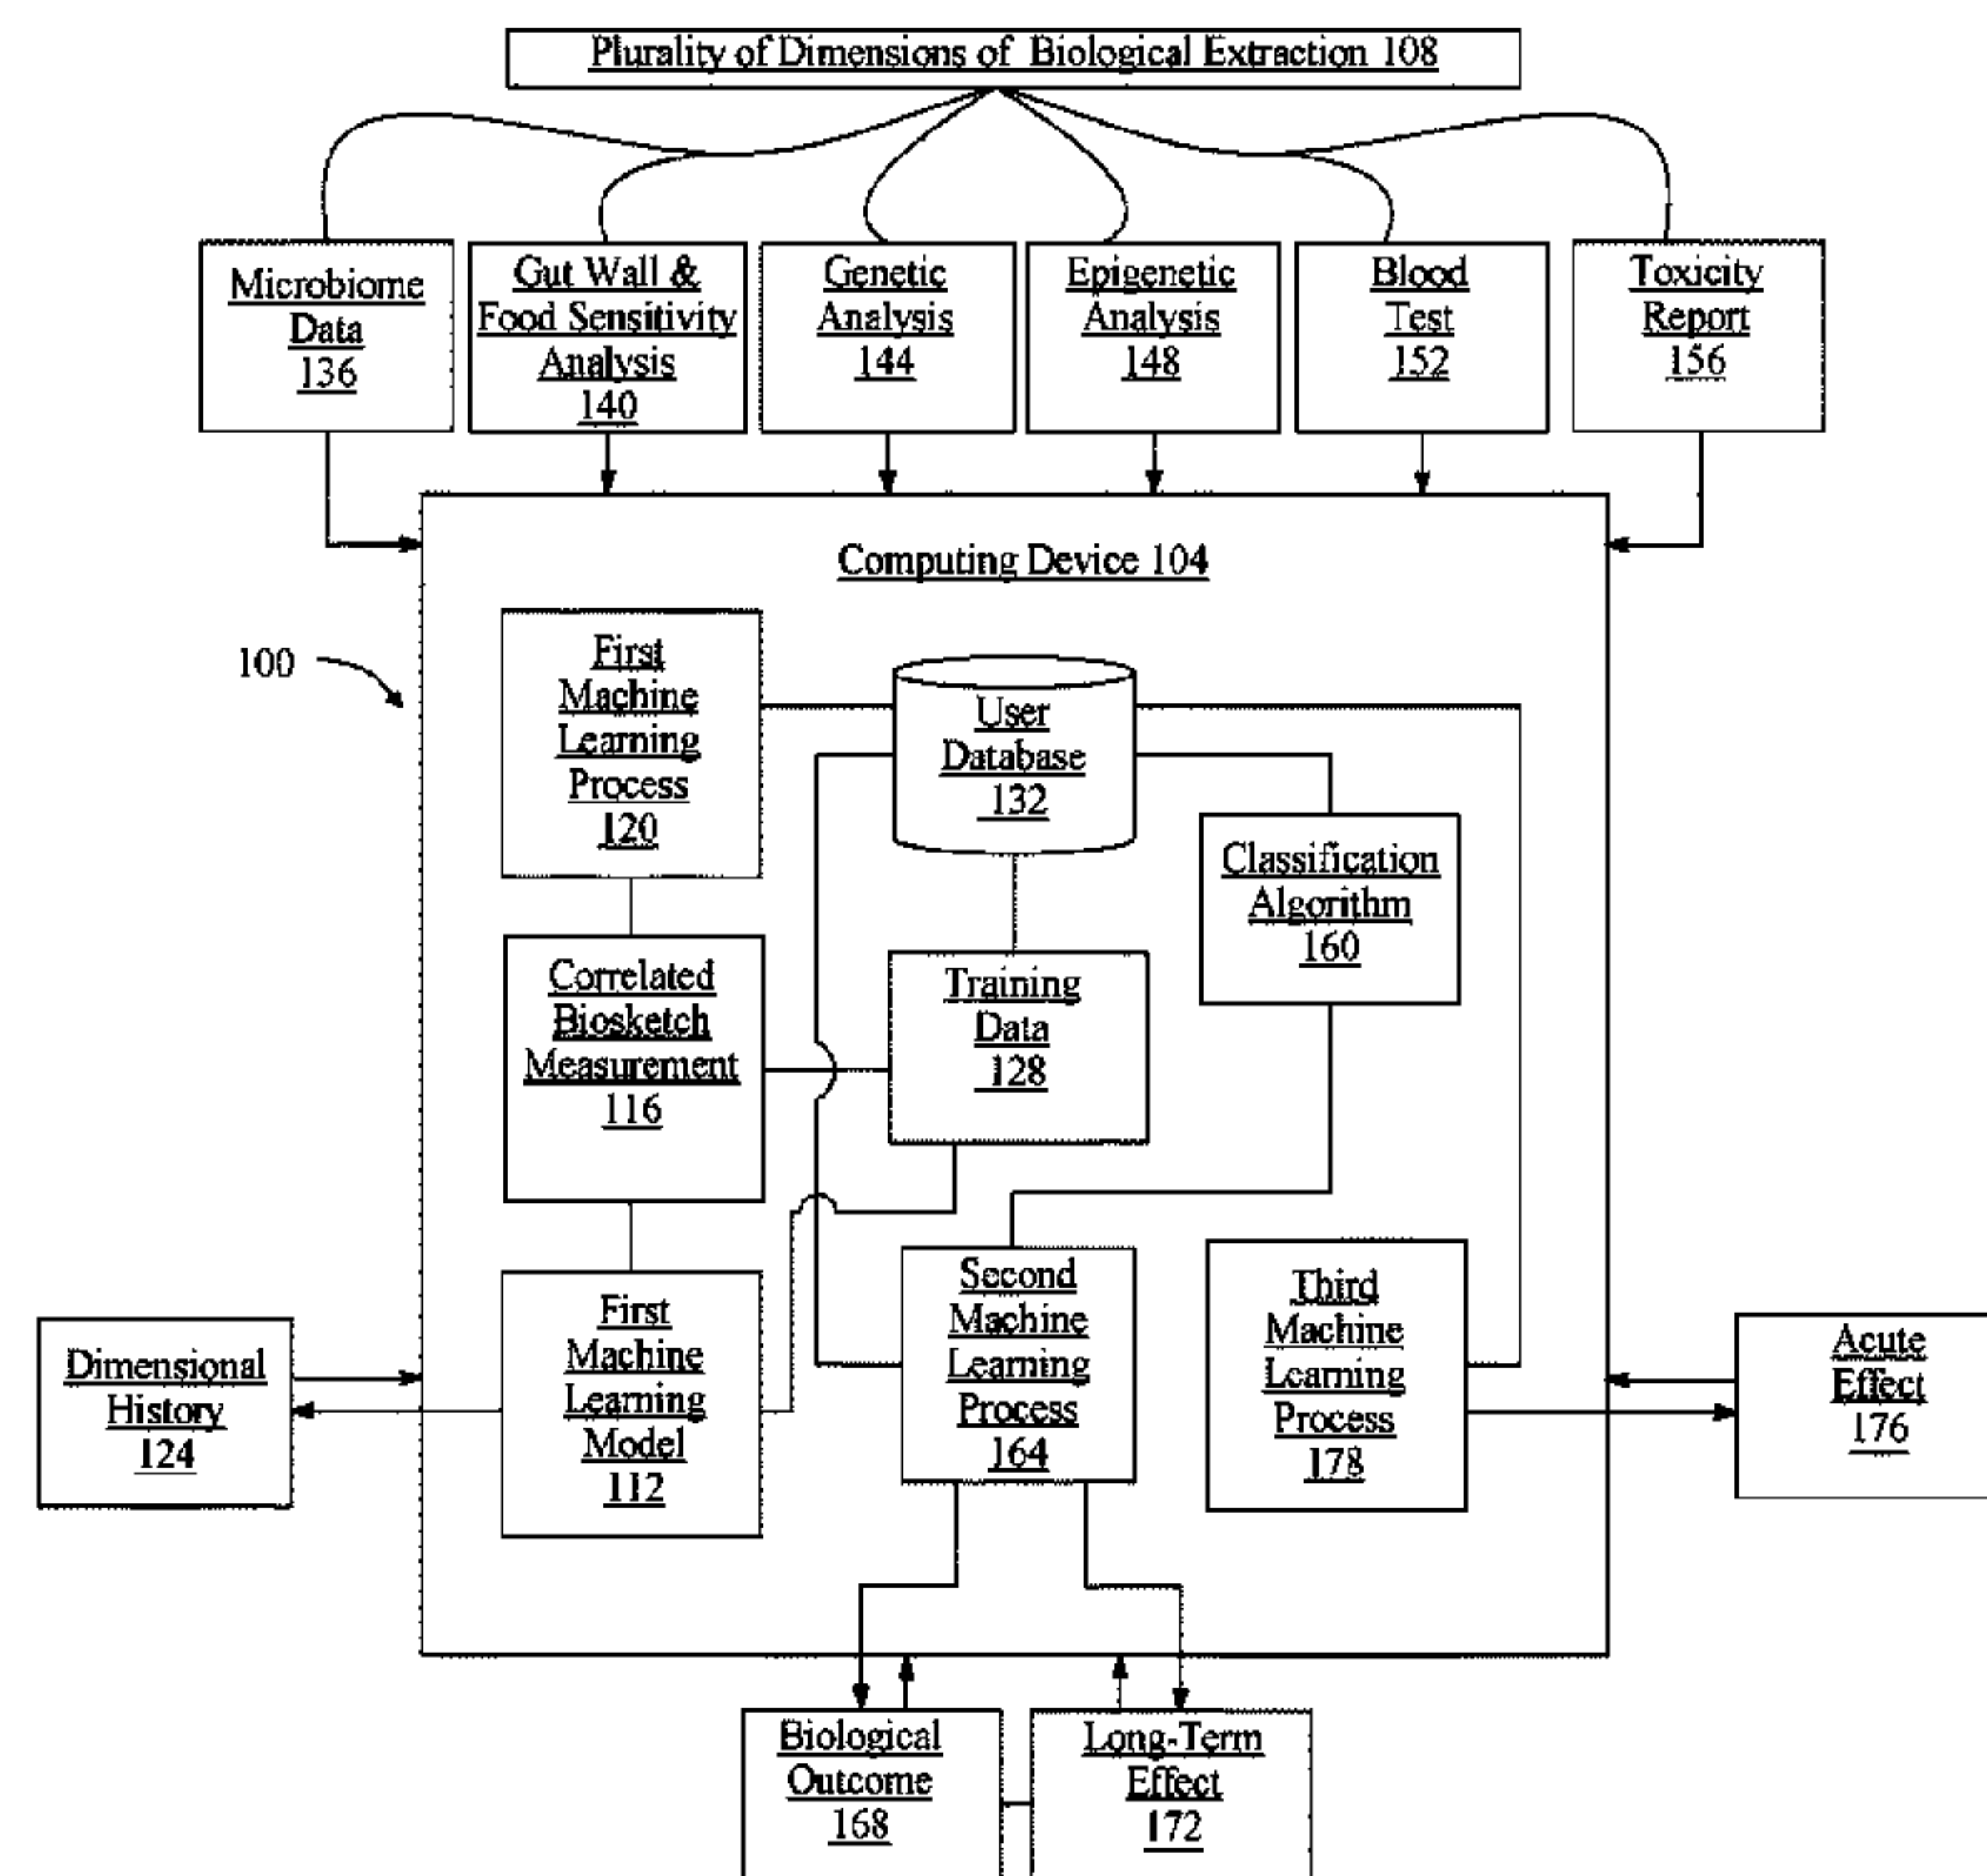 Plurality of Dimensions of Biological Extraction 108
Microbiome
Data
136
Gut Wall &
Food Sensitivity
Analysis
140
Genetic
Analysis
144
Epigenetic
Analysis
148
Blood
Test
152
Toxicity
Report
156
Computing Device 104
100
First
Machine
Learning
Process
120
User
Database
132
Classification
Algorithm
160
Correlated
Biosketch
Measurement
116
Training
Data
128
First
Machine
Learning
Model
112
Second
Machine
Learning
Process
164
Third
Machine
Learning
Process
178
Dimensional
History
124
Acute
Effect
176
Biological
Outcome
168
Long-Term
Effect
172